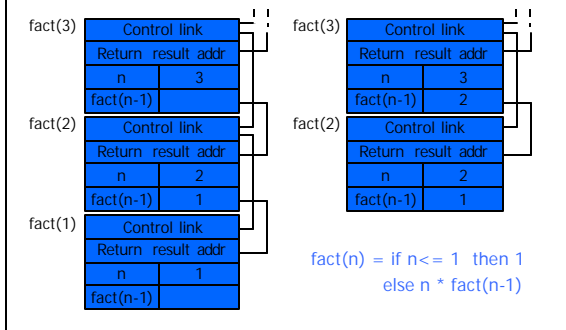 fact(3)
Control link
Return result addr
n 3
fact(n-1)
fact(2)
Control link
Return result addr
n 2
fact(n-1) 1
fact(1)
Control link
Return result addr
n 1
fact(n-1)
fact(3)
Control link
Return result addr
n 3
fact(n-1) 2
fact(2)
Control link
Return result addr
n 2
fact(n-1) 1
fact(n) = if n<= 1 then 1
else n * fact(n-1)